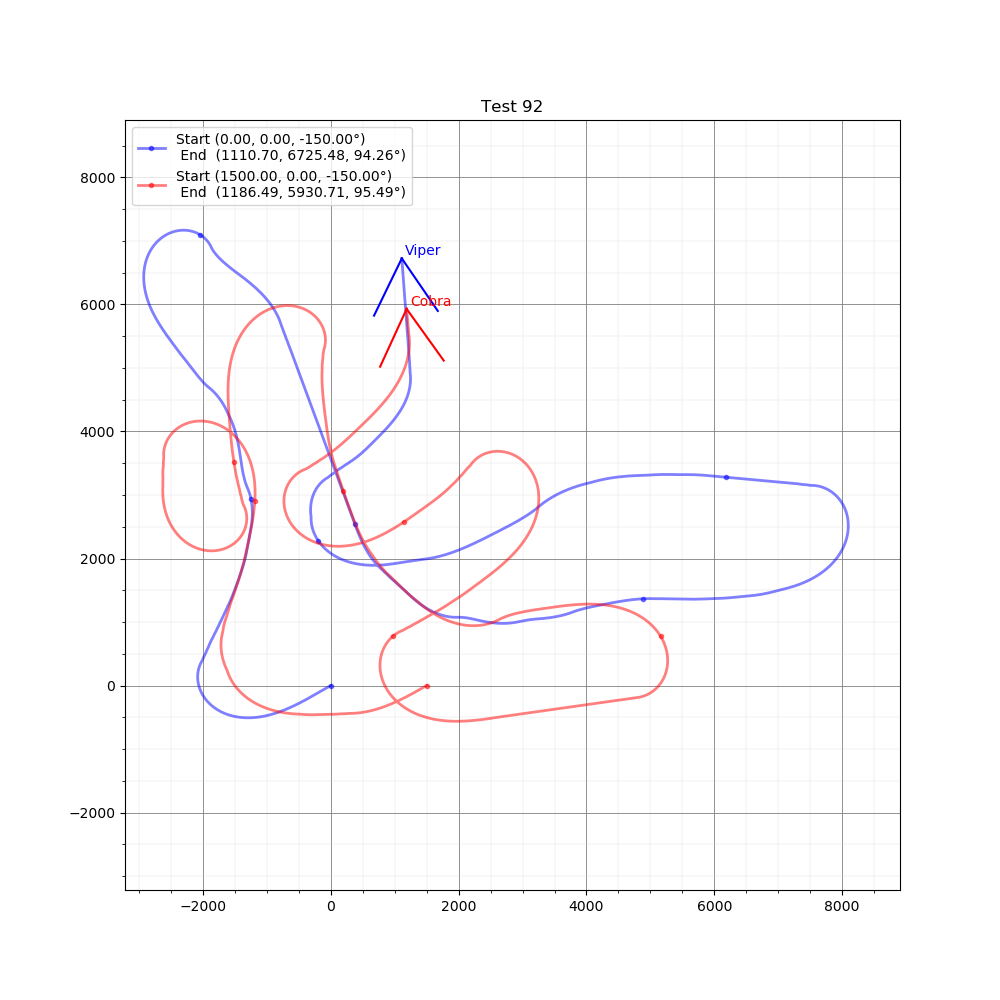 Test 92
Start (0.00, 0.00, -150.00°)
End (1110.70, 6725.48, 94.26°)
Start (1500.00, 0.00, -150.00°)
End (1186.49, 5930.71, 95.49°)
8000
Viper
6000
Cobra
4000
2000
0
−2000
−2000 0 2000 4000 6000 8000